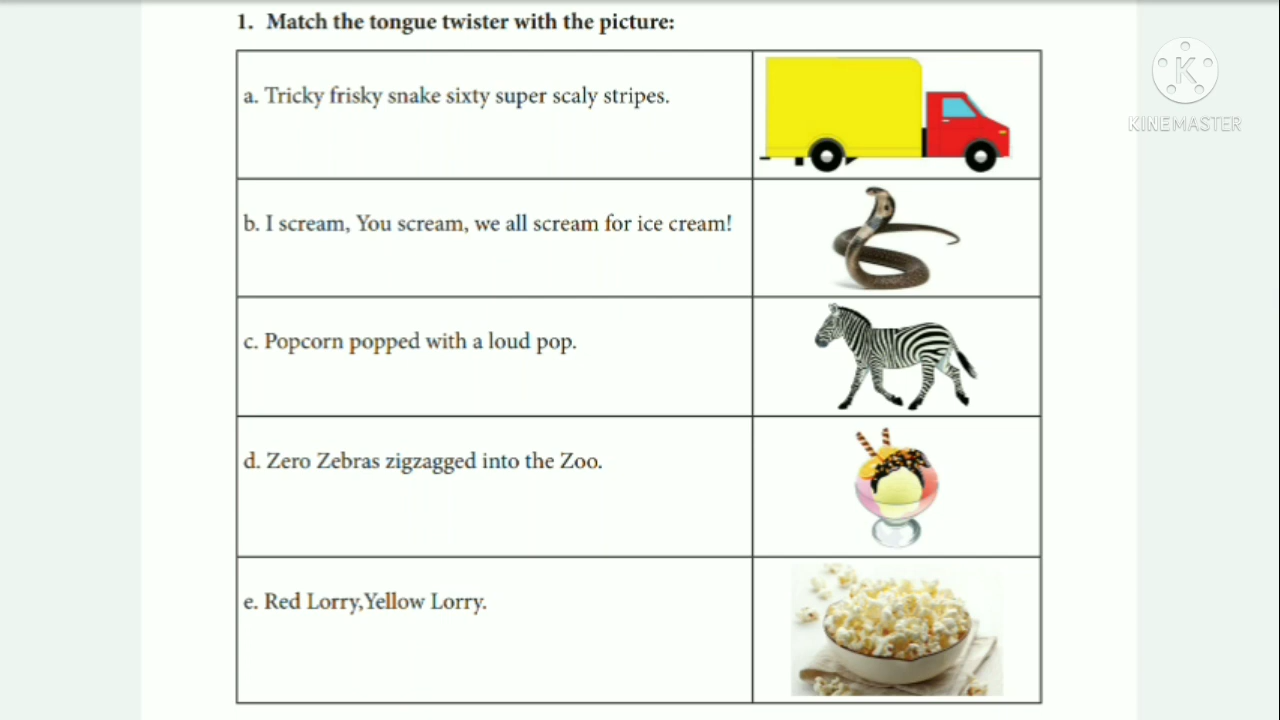 1. Match the tongue twister with the picture:
a. Tricky frisky snake sixty super scaly stripes.
b. I scream, You scream, we all scream for ice cream!
c. Popcorn popped with a loud pop.
d. Zero Zebras zigzagged into the Zoo.
e. Red Lorry,Yellow Lorry.
K
KINEMASTER